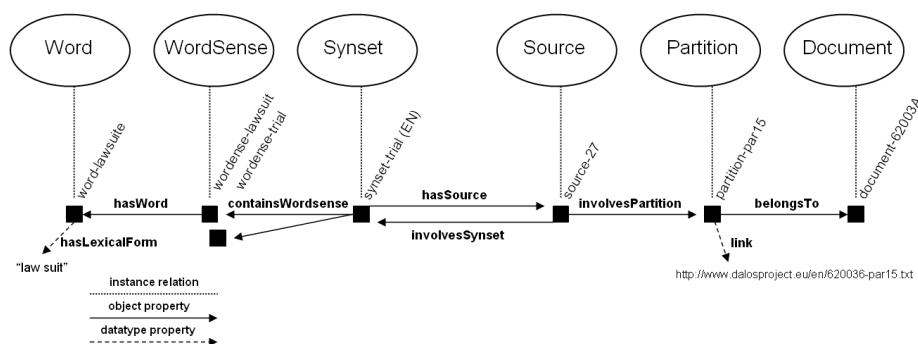 Word
WordSense
Synset
Source
Partition
Document
word-lawsuite
wordense-lawsuit
wordense-trial
synset-trial (EN)
source-27
partition-par15
document-62003A
hasWord
containsWordsense
hasSource
involvesPartition
belongsTo
hasLexicalForm
involvesSynset
link
"law suit"
http://www.dalosproject.eu/en/620036-par15.txt
instance relation
object property
datatype property